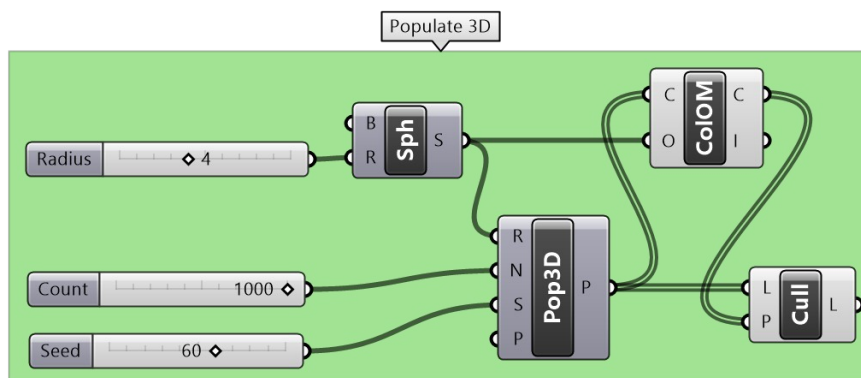 Populate 3D
Radius 4
B R Sph S
C O ColOM C I
Count 1000
Seed 60
R N S P Pop3D P
L P Cull L